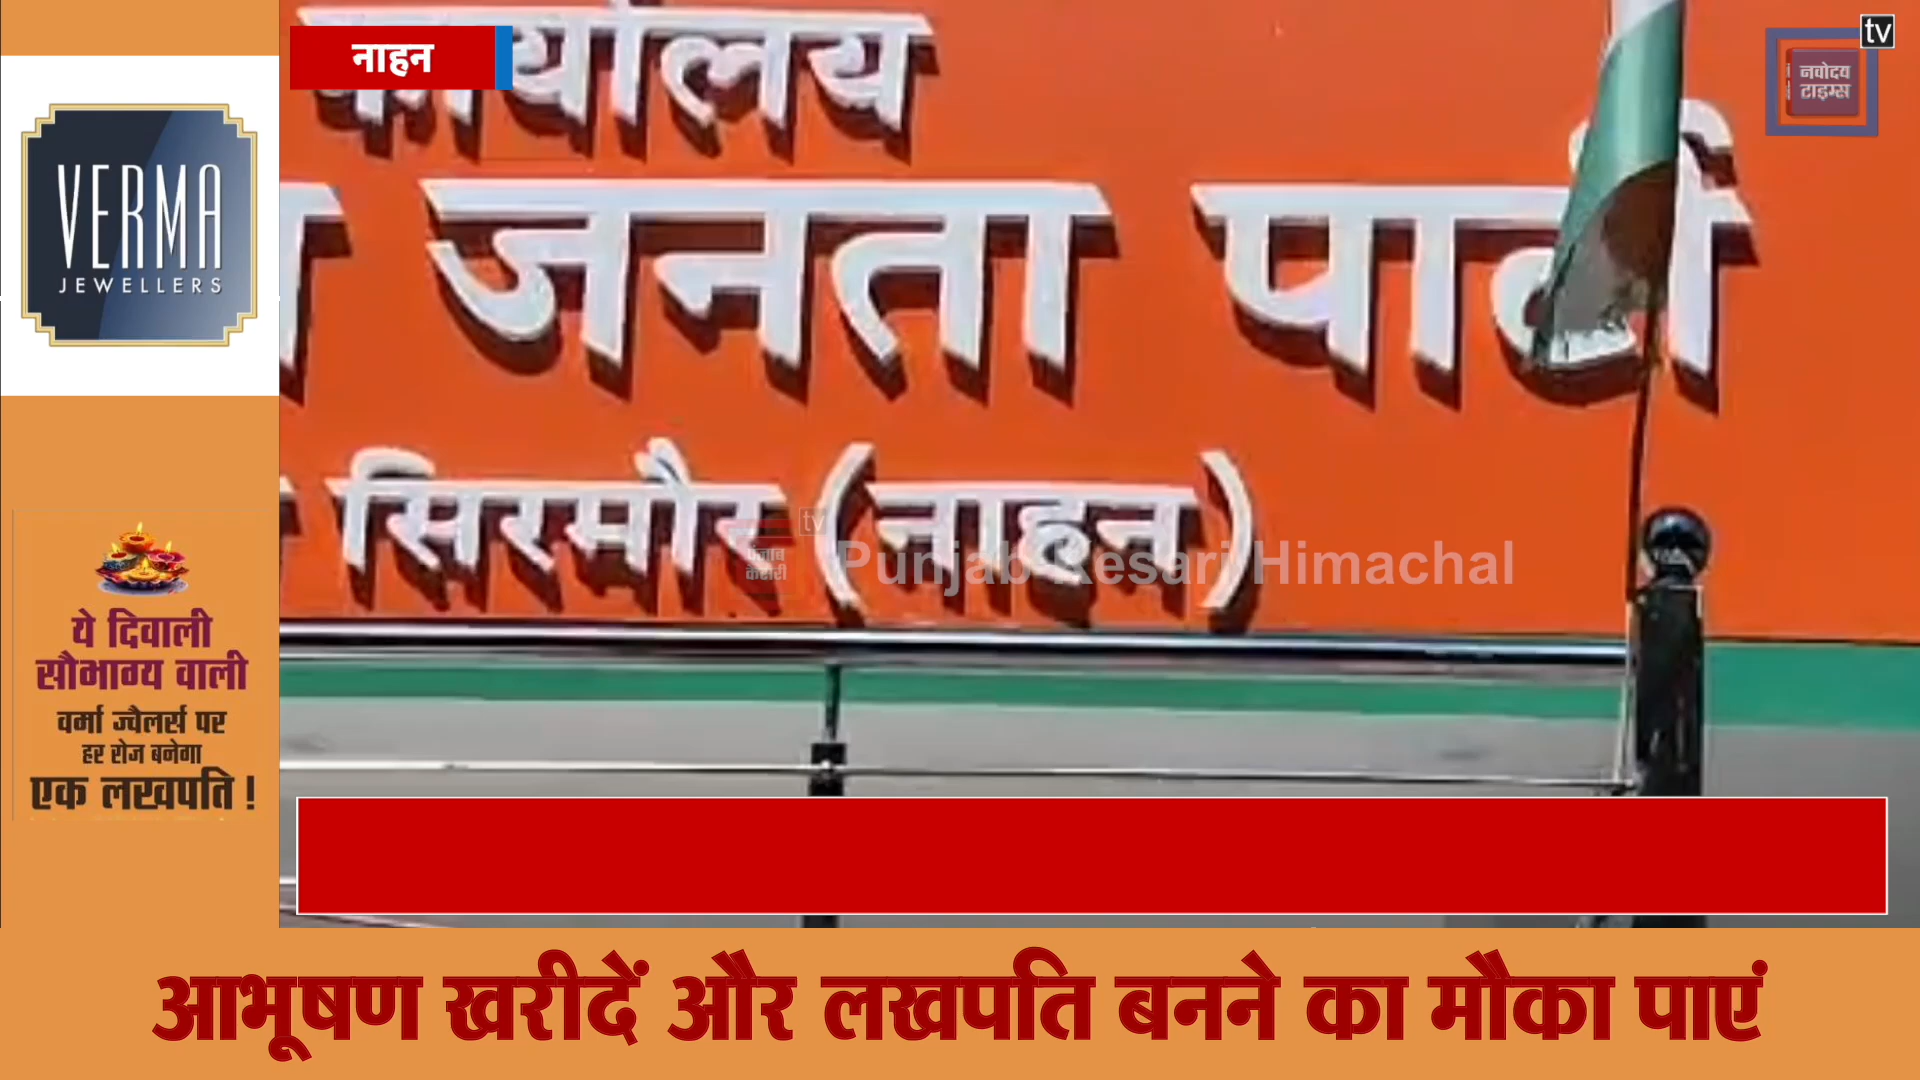 नाहन
कार्यालय
tv
नवोदय
टाइम्स
VERMA
JEWELLERS
जनता पार्टी
सिरमौर (नाहन)
tv
पंजाब
केसरी
Punjab Kesari Himachal
ये दिवाली
सौभाग्य वाली
वर्मा ज्वैलर्स पर
हर रोज बनेगा
एक लखपति !
आभूषण खरीदें और लखपति बनने का मौका पाएं